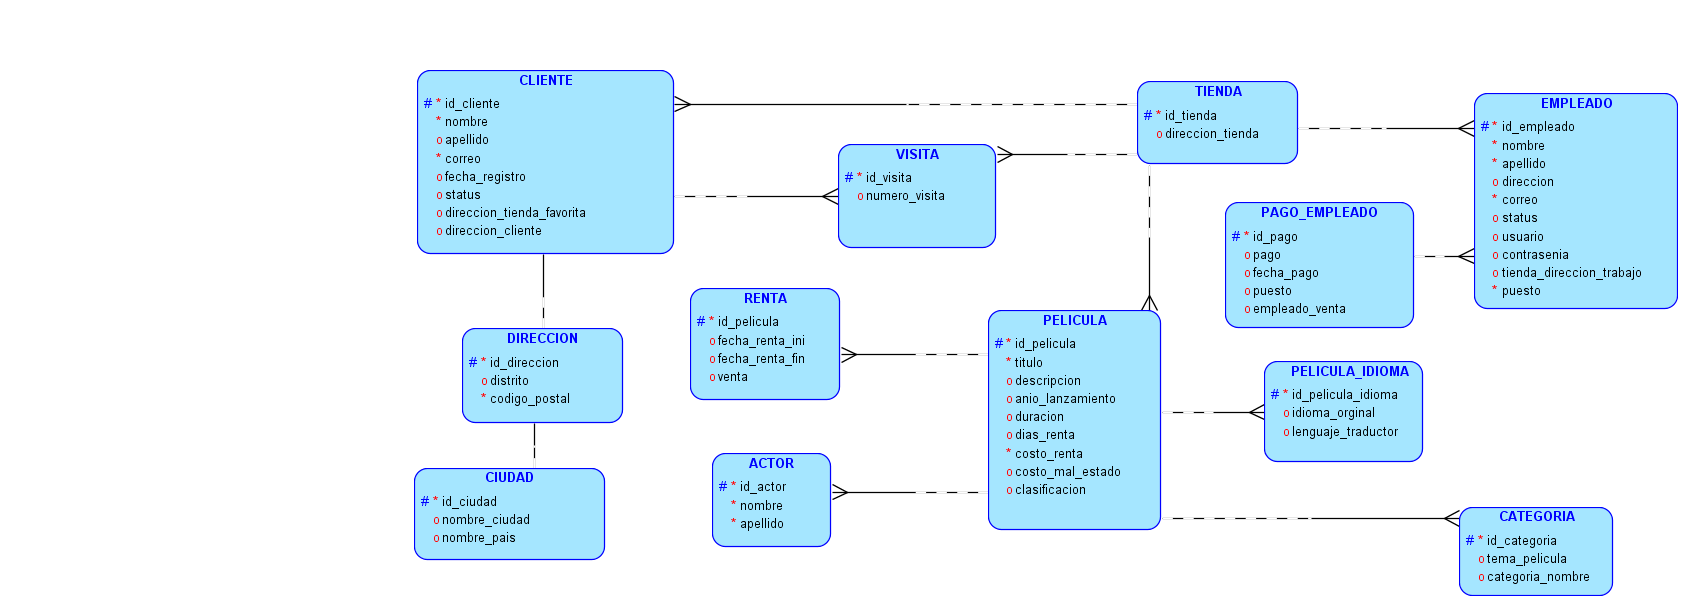 CLIENTE
# * id_cliente
* nombre
o apellido
* correo
o fecha_registro
o status
o direccion_tienda_favorita
o direccion_cliente
TIENDA
# * id_tienda
o direccion_tienda
EMPLEADO
# * id_empleado
* nombre
* apellido
o direccion
* correo
o status
o usuario
o contrasenia
o tienda_direccion_trabajo
* puesto
VISITA
# * id_visita
o numero_visita
PAGO_EMPLEADO
# * id_pago
o pago
o fecha_pago
o puesto
o empleado_venta
RENTA
# * id_pelicula
o fecha_renta_ini
o fecha_renta_fin
o venta
PELICULA
# * id_pelicula
* titulo
o descripcion
o anio_lanzamiento
o duracion
o dias_renta
* costo_renta
o costo_mal_estado
o clasificacion
DIRECCION
# * id_direccion
o distrito
* codigo_postal
PELICULA_IDIOMA
# * id_pelicula_idioma
o idioma_orginal
o lenguaje_traductor
ACTOR
# * id_actor
* nombre
* apellido
CIUDAD
# * id_ciudad
o nombre_ciudad
o nombre_pais
CATEGORIA
# * id_categoria
o tema_pelicula
o categoria_nombre